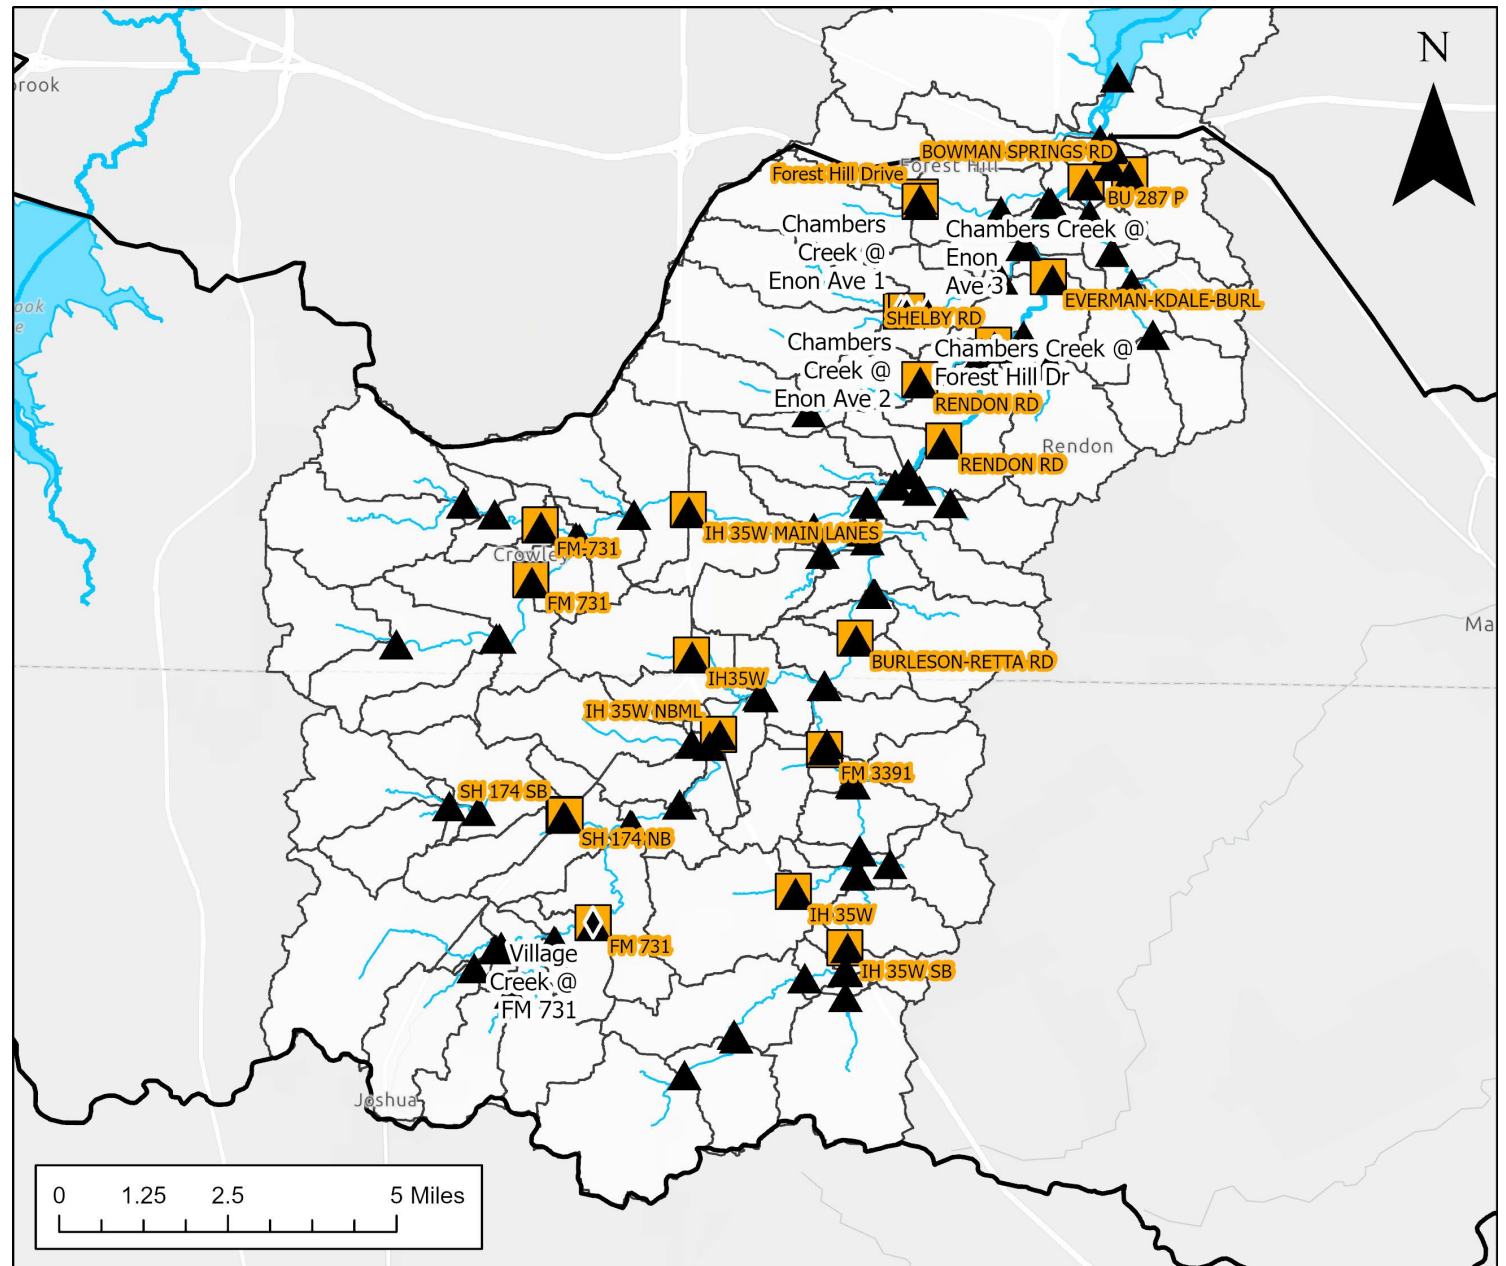 N
BOWMAN SPRINGS RD
Forest Hill
Forest Hill Drive
BU 287 P
Chambers
Creek @
Enon Ave 1
Chambers Creek @
Enon
Ave 3
EVERMAN-KDALE-BURL
SHELBY RD
Chambers
Creek @
Enon Ave 2
Chambers Creek @
Forest Hill Dr
RENDON RD
Rendon
RENDON RD
IH 35W MAIN LANES
FM 731
Crowley
FM 731
BURLESON-RETTA RD
IH35W
IH 35W NBML
FM 3391
SH 174 SB
SH 174 NB
IH 35W
FM 731
Village
Creek @
FM 731
IH 35W SB
Joshua
0 1.25 2.5 5 Miles